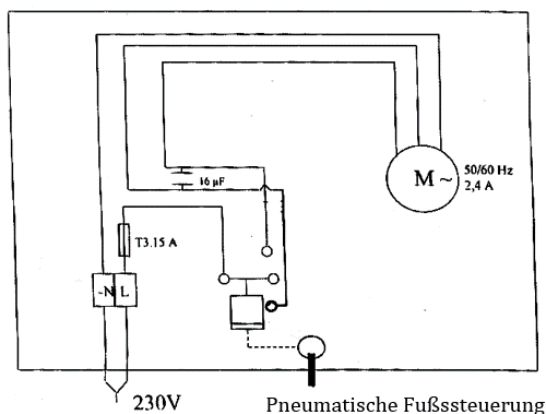 16 µF
M ~
50/60 Hz
2,4 A
T3.15 A
-N L
230V
Pneumatische Fußssteuerung